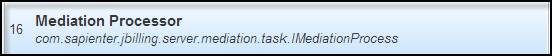 16 Mediation Processor
com.sapienter.jbilling.server.mediation.task.IMediationProcess